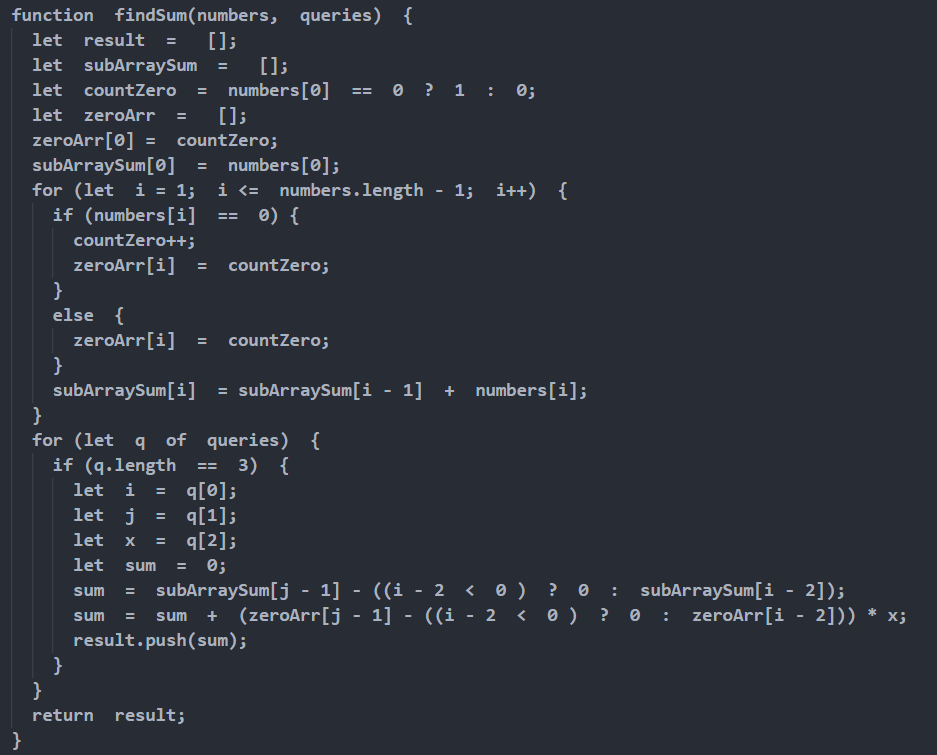 function findSum(numbers, queries) {
let result = [];
let subArraySum = [];
let countZero = numbers[0] == 0 ? 1 : 0;
let zeroArr = [];
zeroArr[0] = countZero;
subArraySum[0] = numbers[0];
for (let i = 1; i <= numbers.length - 1; i++) {
if (numbers[i] == 0) {
countZero++;
zeroArr[i] = countZero;
}
else {
zeroArr[i] = countZero;
}
subArraySum[i] = subArraySum[i - 1] + numbers[i];
}
for (let q of queries) {
if (q.length == 3) {
let i = q[0];
let j = q[1];
let x = q[2];
let sum = 0;
sum = subArraySum[j - 1] - ((i - 2 < 0 ) ? 0 : subArraySum[i - 2]);
sum = sum + (zeroArr[j - 1] - ((i - 2 < 0 ) ? 0 : zeroArr[i - 2])) * x;
result.push(sum);
}
}
return result;
}